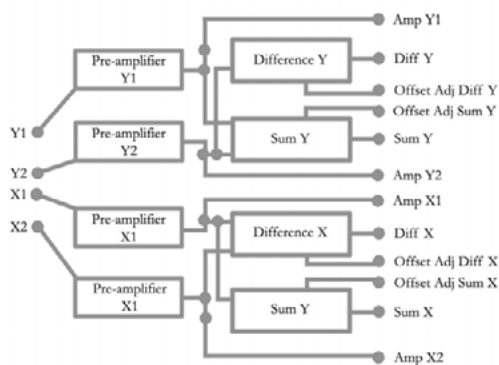 Amp Y1
Pre-amplifier
Y1
Difference Y
Diff Y
Offset Adj Diff Y
Offset Adj Sum Y
Y1
Pre-amplifier
Y2
Sum Y
Sum Y
Y2
Amp Y2
X1
Amp X1
Pre-amplifier
X1
Difference X
Diff X
X2
Offset Adj Diff X
Offset Adj Sum X
Pre-amplifier
X1
Sum Y
Sum X
Amp X2